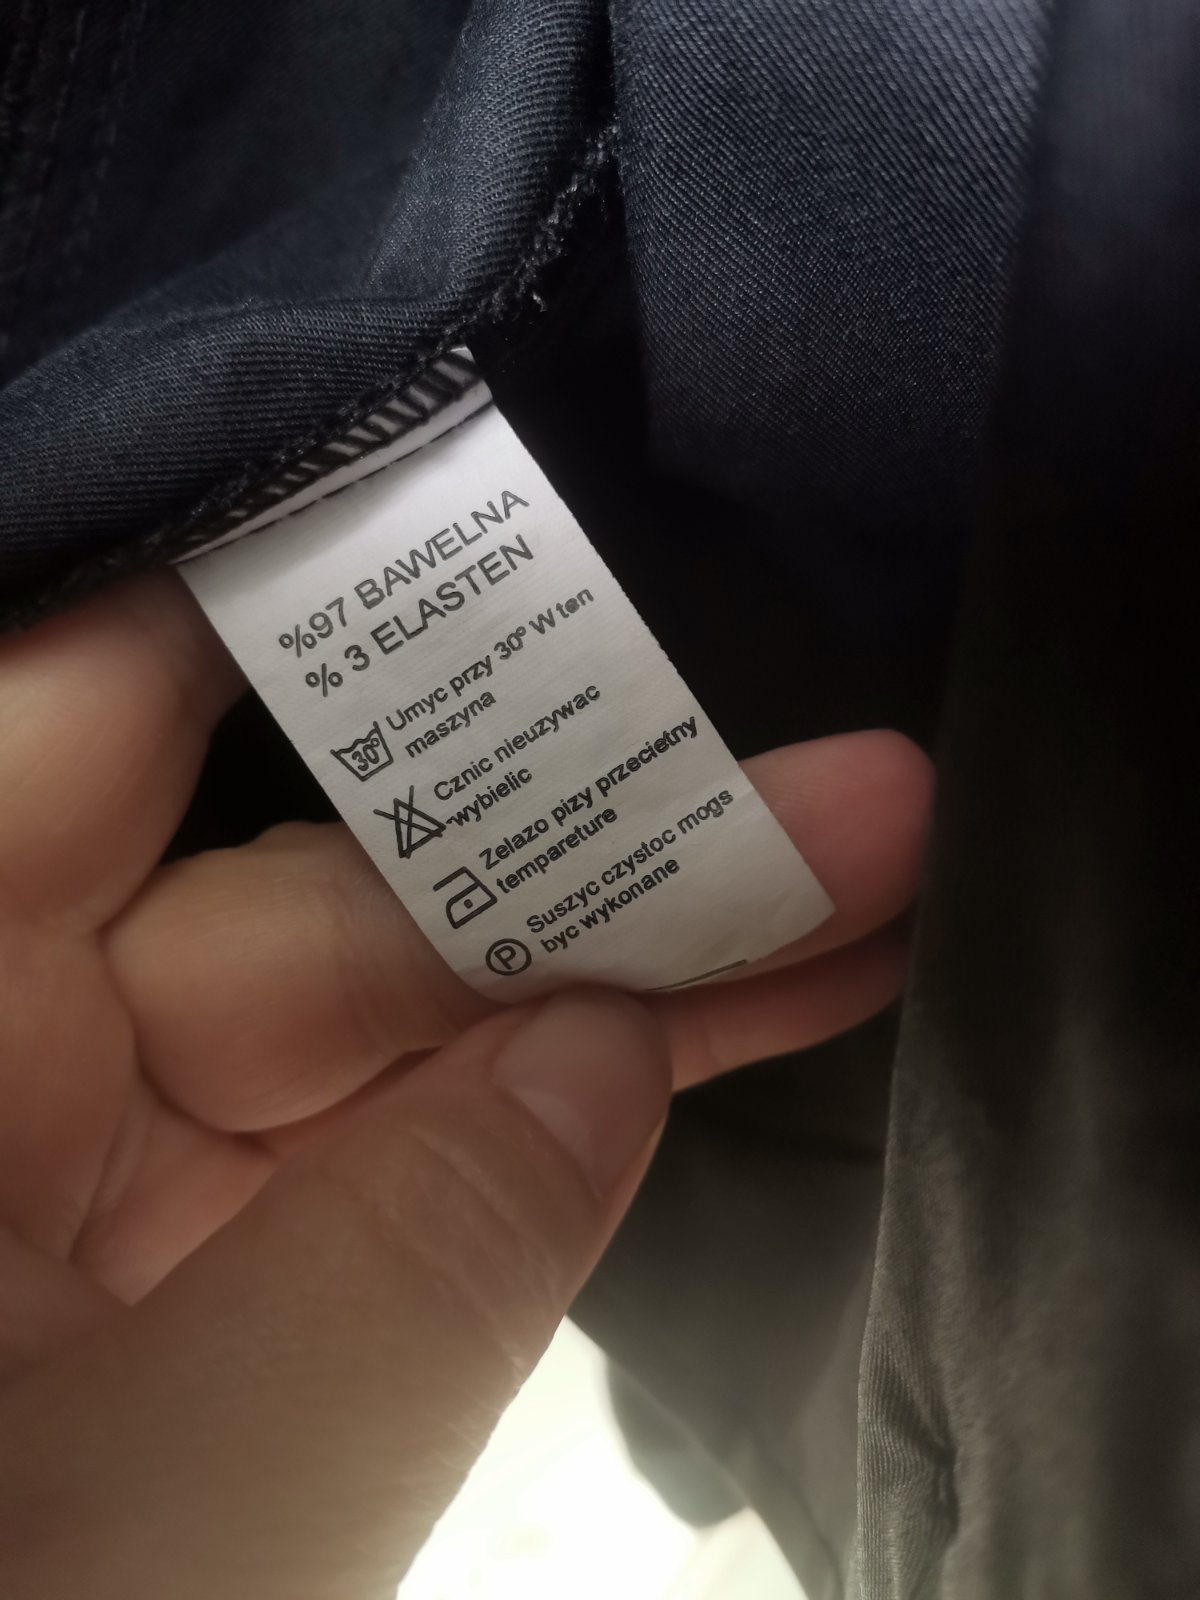 %97 BAWELNA
% 3 ELASTEN
30° Umyc przy 30° W ten
maszyna
Cznic nieuzywac
wybielic
Zelazo pizy przecietny
tempareture
P Suszyc czystoc mogs
byc wykonane